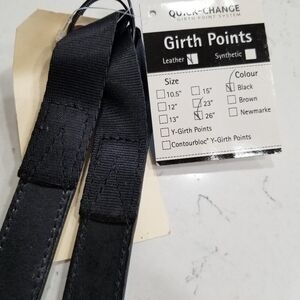 QUICK-CHANGE
GIRTH POINT SYSTEM
Girth Points
Leather Synthetic
Size Colour
10.5" 15" Black
12" 23" Brown
13" 26" Newmarke
Y-Girth Points
Contourbloc Y-Girth Points